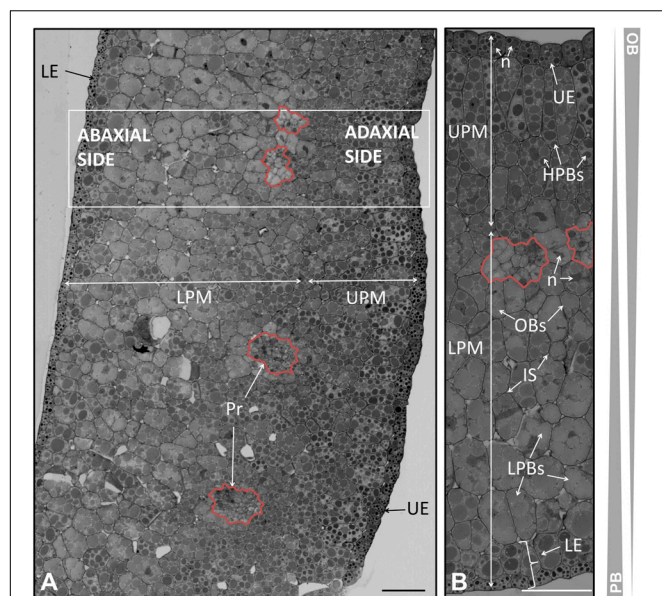 LE
ABAXIAL
SIDE
ADAXIAL
SIDE
LPM
UPM
Pr
UE
A
n
UE
UPM
HPBs
n
OBs
LPM
IS
LPBs
LE
B
OB
PB